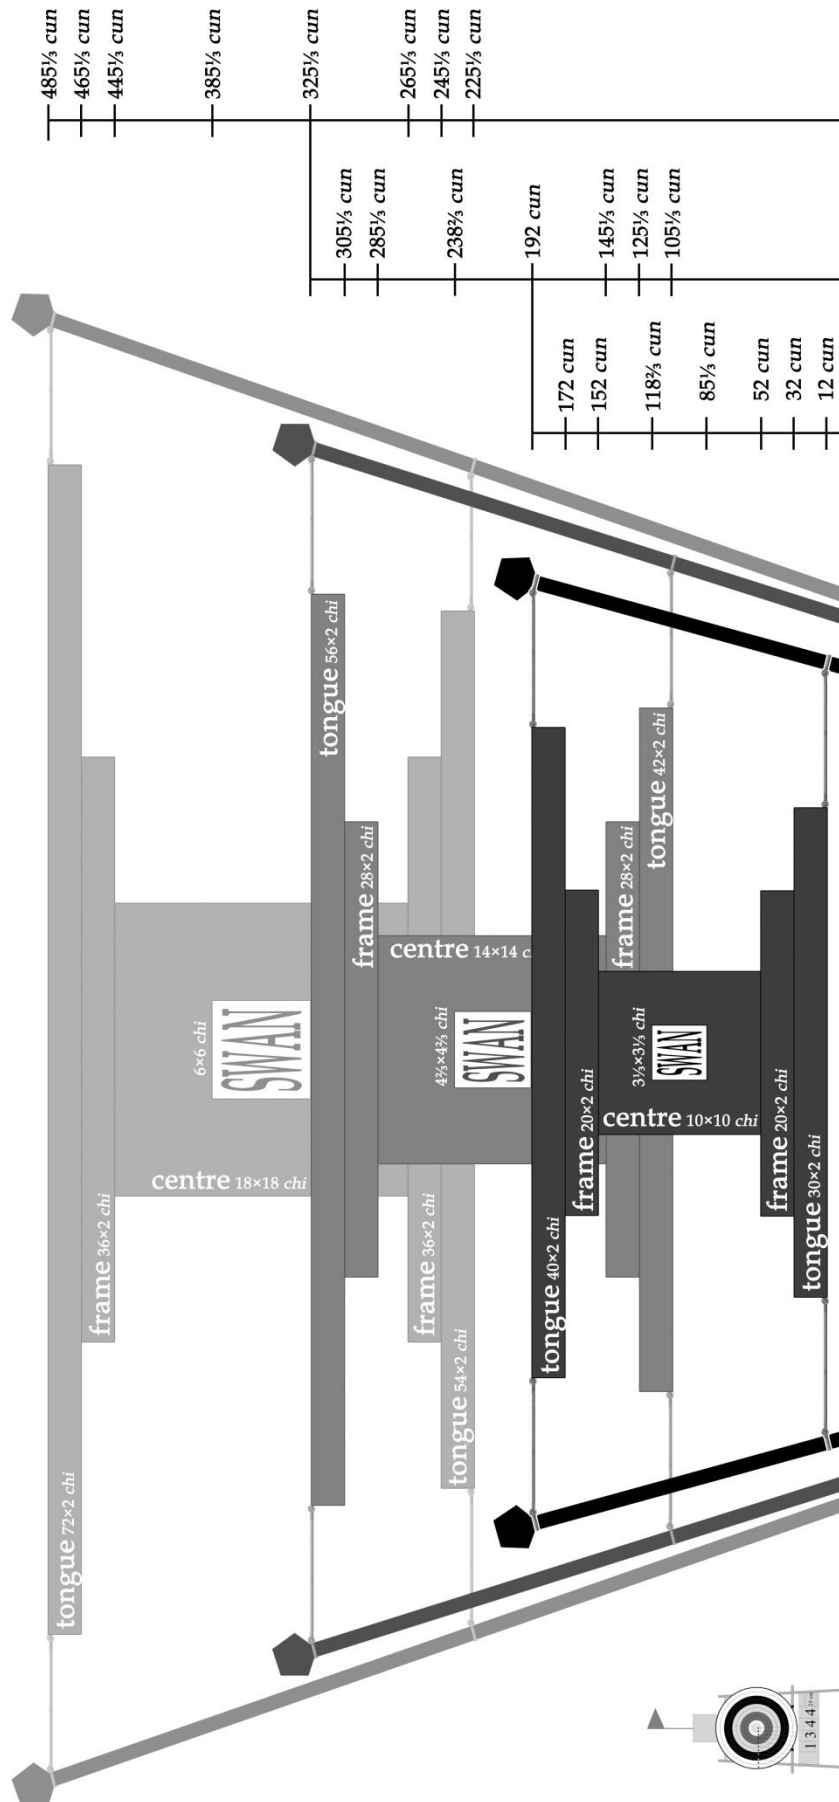 485⅓ cun
465⅓ cun
445⅓ cun
385⅓ cun
325⅓ cun
265⅓ cun
245⅓ cun
225⅓ cun
305⅓ cun
285⅓ cun
238⅔ cun
192 cun
145⅓ cun
125⅓ cun
105⅓ cun
172 cun
152 cun
118⅔ cun
85⅓ cun
52 cun
32 cun
12 cun
tongue 72×2 chi
frame 36×2 chi
centre 18×18 chi
6×6 chi
SWAN
frame 36×2 chi
tongue 54×2 chi
tongue 56×2 chi
frame 28×2 chi
centre 14×14 c
4⅔×4⅔ chi
SWAN
frame 28×2 chi
tongue 42×2 chi
tongue 40×2 chi
frame 20×2 chi
centre 10×10 chi
3⅓×3⅓ chi
SWAN
frame 20×2 chi
tongue 30×2 chi
1 3 4 4